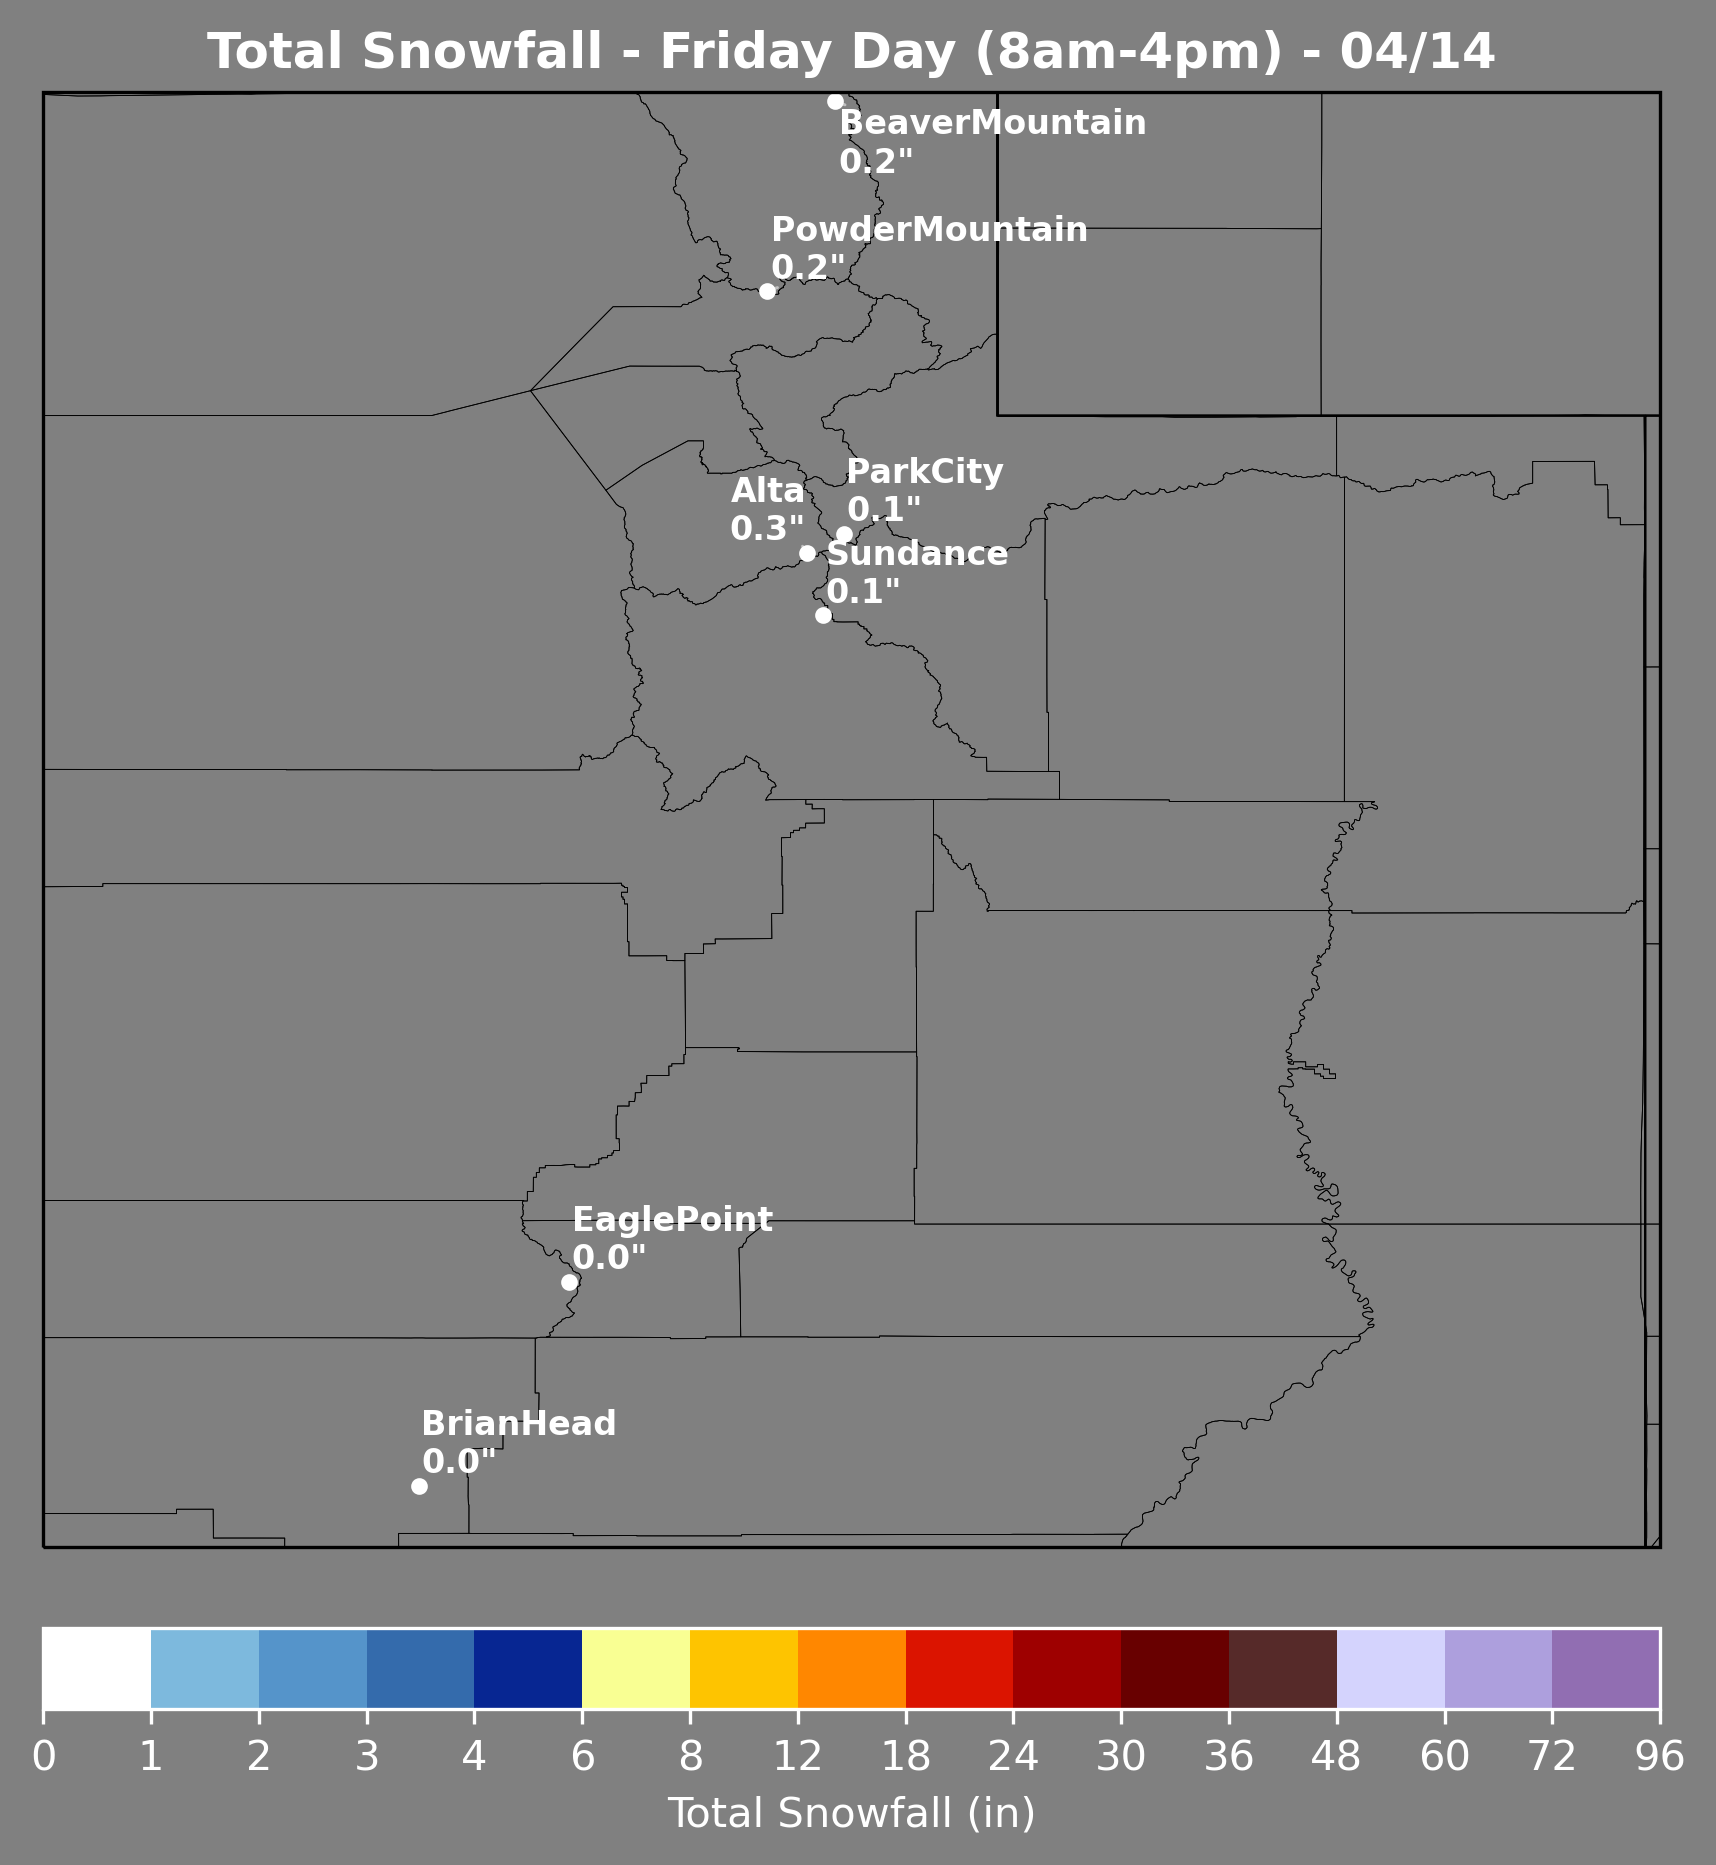 Total Snowfall - Friday Day (8am-4pm) - 04/14
BeaverMountain
0.2"
PowderMountain
0.2"
ParkCity
0.1"
Alta
0.3"
Sundance
0.1"
EaglePoint
0.0"
BrianHead
0.0"
0 1 2 3 4 6 8 12 18 24 30 36 48 60 72 96
Total Snowfall (in)